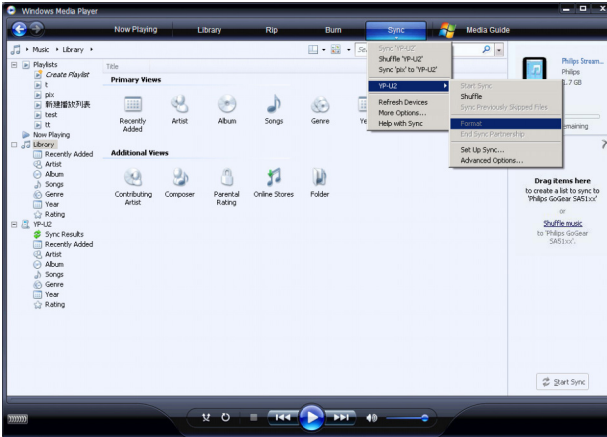 Windows Media Player
Now Playing
Library
Rip
Burn
Sync
Media Guide
Music
Library
Playlists
Create Playlist
t
pix
新建播放列表
test
tt
Now Playing
Library
Recently Added
Artist
Album
Songs
Genre
Year
Rating
YP-U2
Sync Results
Recently Added
Artist
Album
Songs
Genre
Year
Rating
Title
Primary Views
Recently Added
Artist
Album
Songs
Genre
Additional Views
Contributing Artist
Composer
Parental Rating
Online Stores
Folder
Sync 'YP-U2'
Shuffle 'YP-U2'
Sync 'pix' to 'YP-U2'
YP-U2
Refresh Devices
More Options...
Help with Sync
Start Sync
Shuffle
Sync Previously Skipped Files
Format
End Sync Partnership
Set Up Sync...
Advanced Options...
Philips Stream...
Philips
.7 GB
emaining
Drag items here
to create a list to sync to
'Philips GoGear SA51xx'
or
Shuffle music
to 'Philips GoGear
SA51xx'.
Start Sync